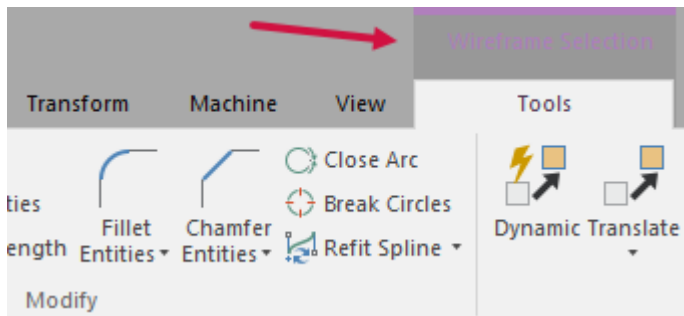 Wireframe Selection
Transform Machine View Tools
Close Arc
ties Break Circles
Fillet Chamfer Dynamic Translate
ength Entities Entities Refit Spline
Modify